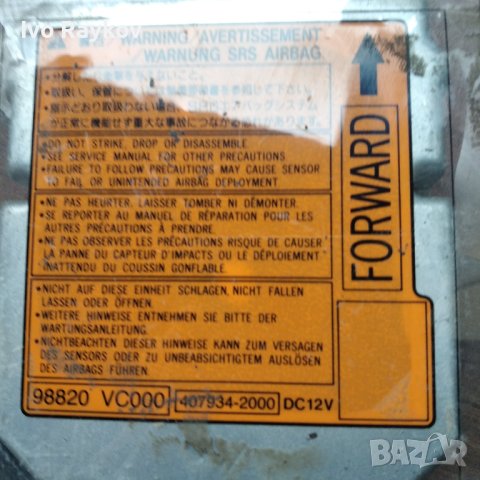 Ivo Raykov
WARNING AVERTISSEMENT
WARNUNG SRS AIRBAG
•DO NOT STRIKE, DROP OR DISASSEMBLE.
•SEE SERVICE MANUAL FOR OTHER PRECAUTIONS
•FAILURE TO FOLLOW PRECAUTIONS MAY CAUSE SENSOR
TO FAIL OR UNINTENDED AIRBAG DEPLOYMENT
•NE PAS HEURTER, LAISSER TOMBER NI DÉMONTER.
•SE REPORTER AU MANUEL DE RÉPARATION POUR LES
AUTRES PRÉCAUTIONS À PRENDRE.
•NE PAS OBSERVER LES PRÉCAUTIONS RISQUE DE CAUSER
LA PANNE DU CAPTEUR D'IMPACTS OU LE DÉPLOIEMENT
INATTENDU DU COUSSIN GONFLABLE.
•NICHT AUF DIESE EINHEIT SCHLAGEN, NICHT FALLEN
LASSEN ODER ÖFFNEN.
•WEITERE HINWEISE ENTNEHMEN SIE BITTE DER
WARTUNGSANLEITUNG.
•NICHTBEACHTEN DIESER HINWEISE KANN ZUM VERSAGEN
DES SENSORS ODER ZU UNBEABSICHTIGTEM AUSLÖSEN
DES AIRBAGS FÜHREN.
98820 VC000 407934-2000 DC12V
FORWARD
BAZAR
bg